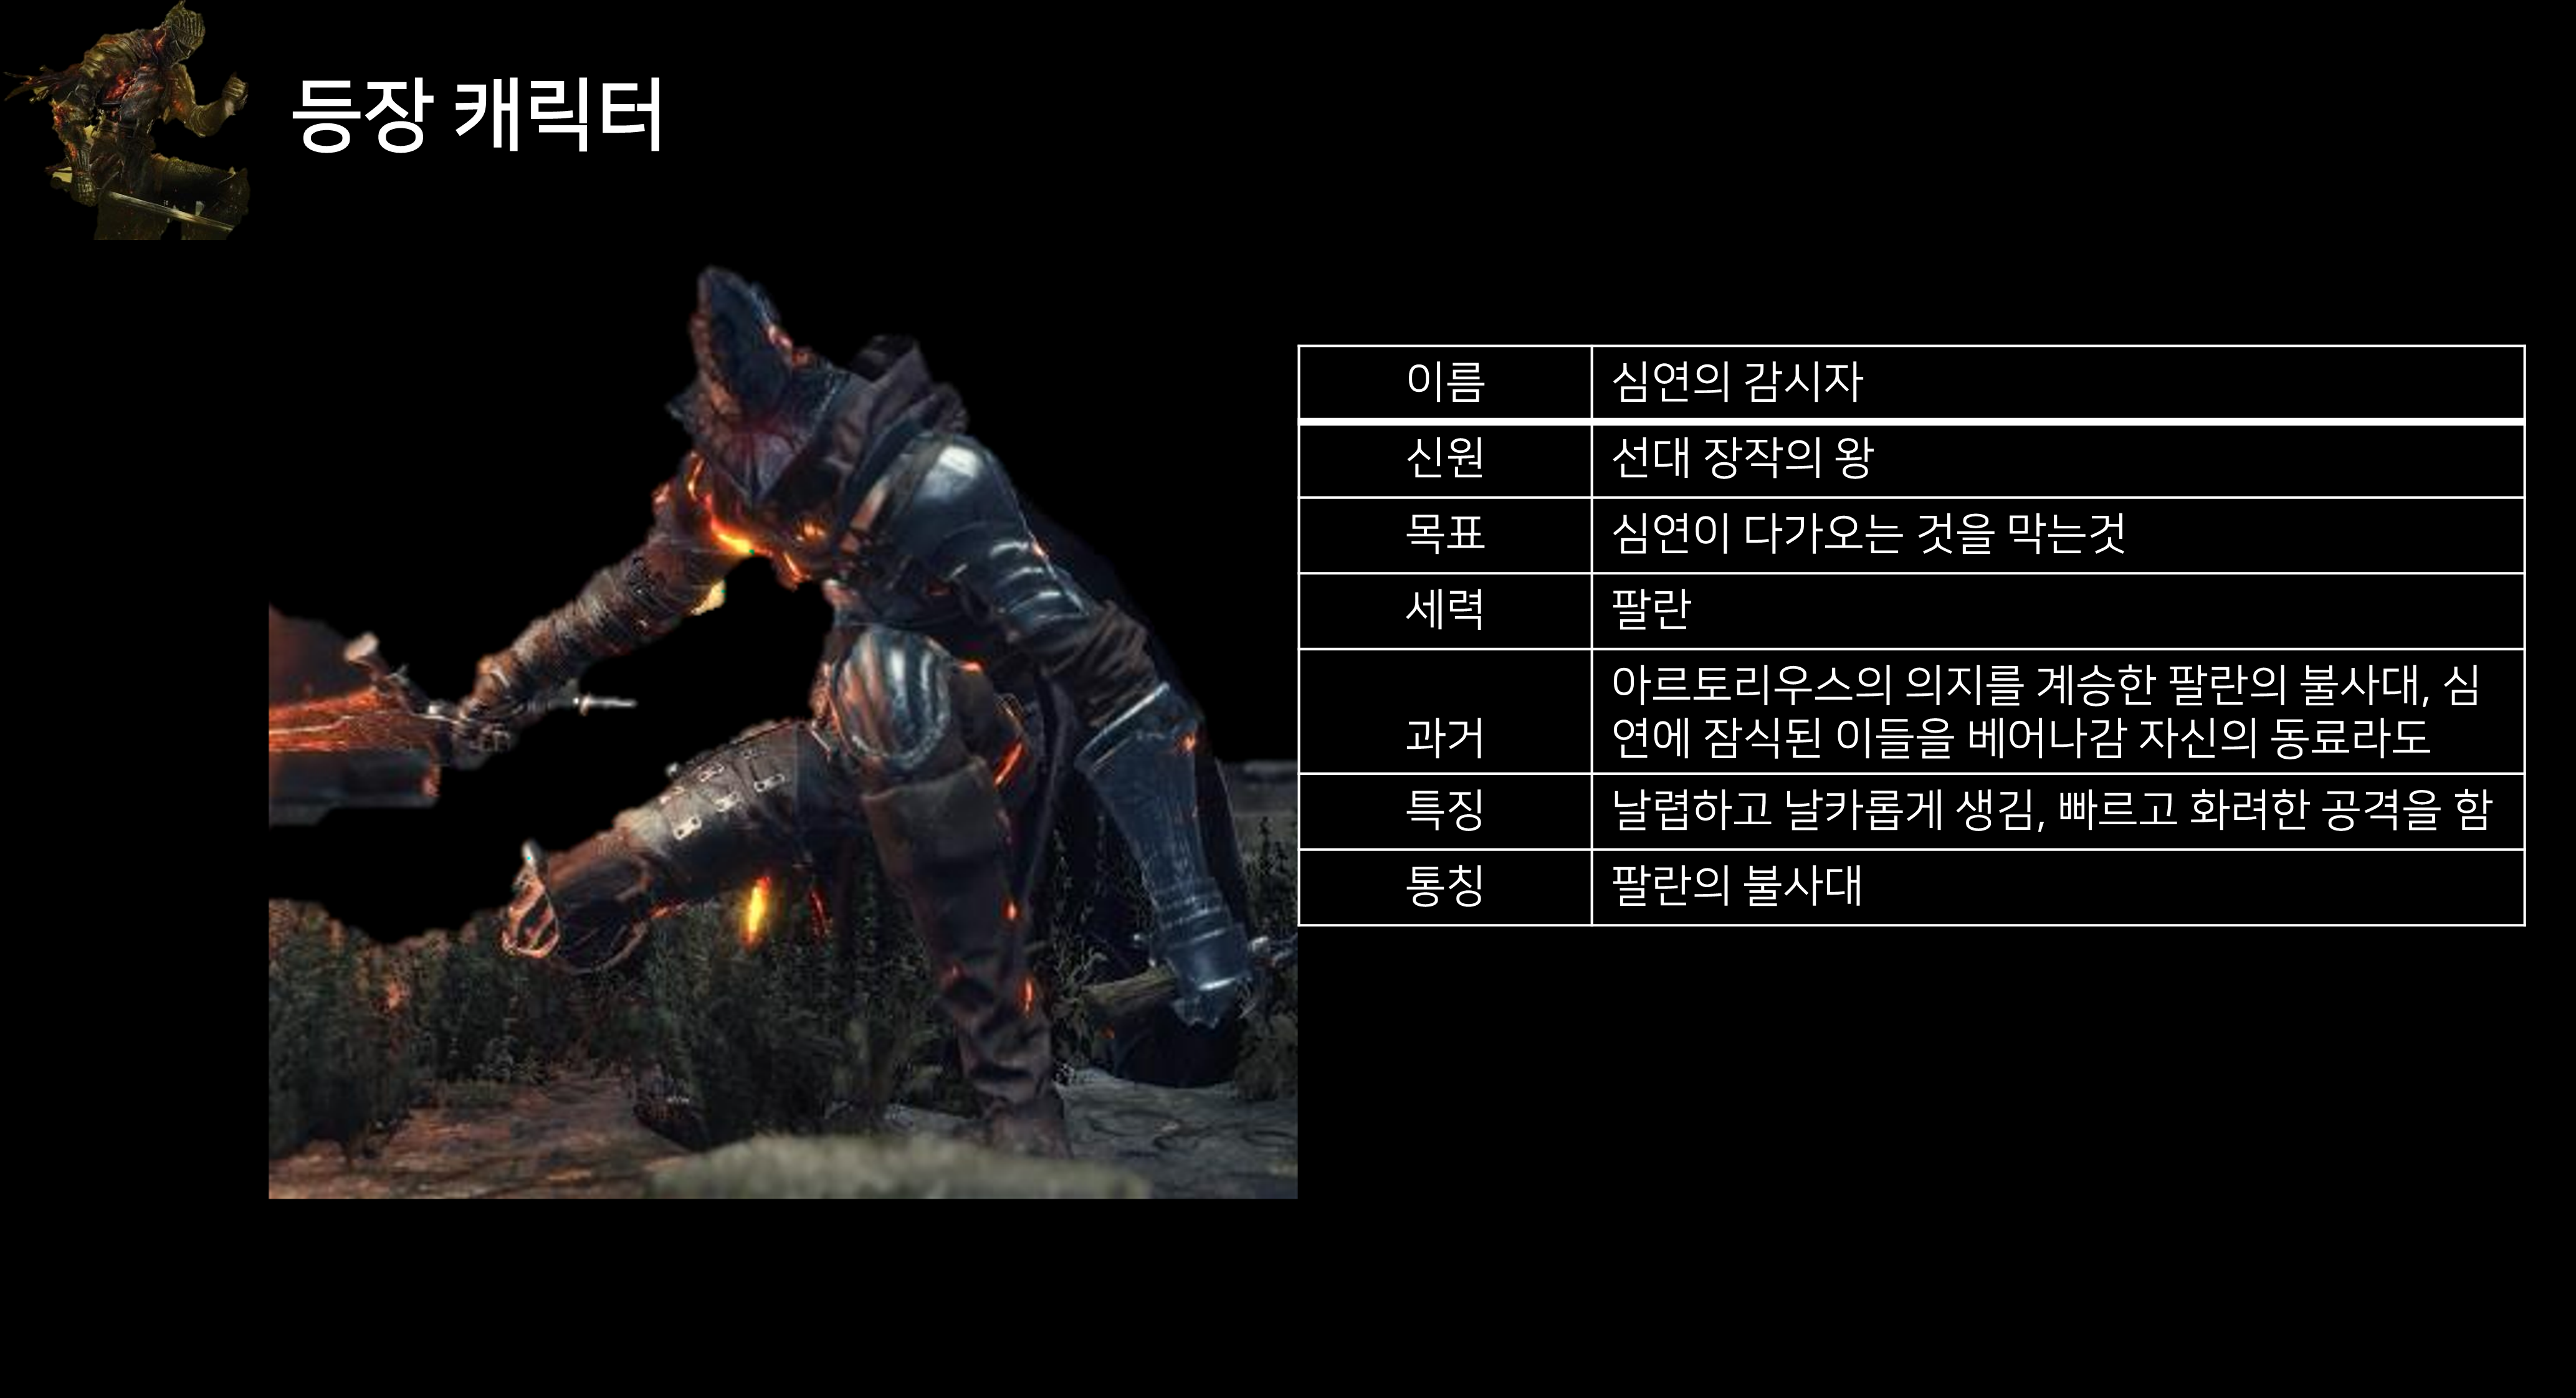 등장 캐릭터
이름 심연의 감시자
신원 선대 장작의 왕
목표 심연이 다가오는 것을 막는것
세력 팔란
과거 아르토리우스의 의지를 계승한 팔란의 불사대, 심
연에 잠식된 이들을 베어나감 자신의 동료라도
특징 날렵하고 날카롭게 생김, 빠르고 화려한 공격을 함
통칭 팔란의 불사대